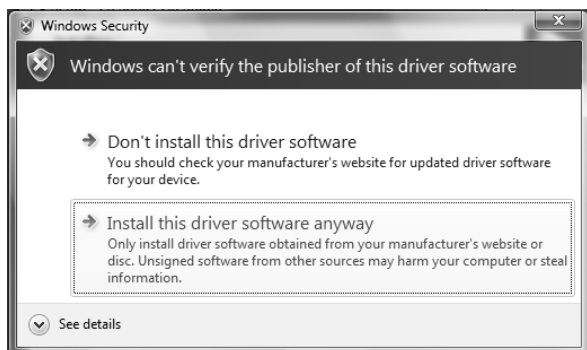 Windows Security
Windows can't verify the publisher of this driver software
Don't install this driver software
You should check your manufacturer's website for updated driver software
for your device.
Install this driver software anyway
Only install driver software obtained from your manufacturer's website or
disc. Unsigned software from other sources may harm your computer or steal
information.
See details